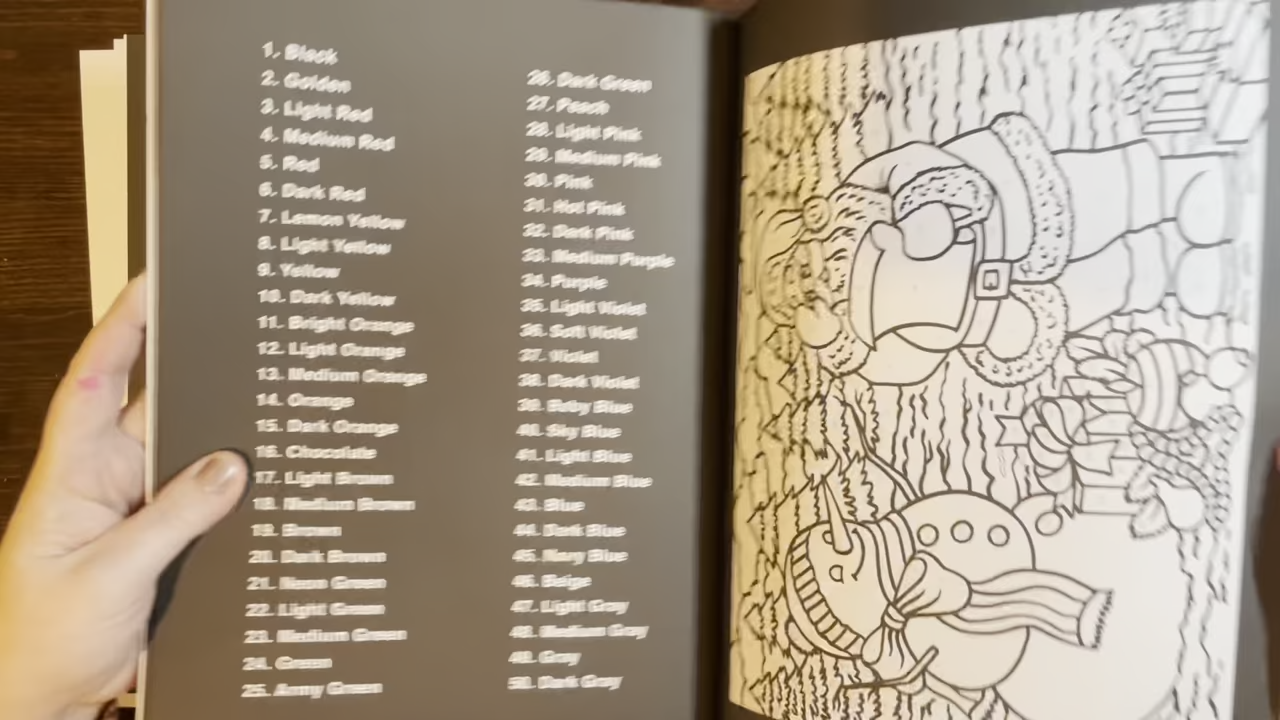 1. Black
2. Golden
3. Light Red
4. Medium Red
5. Red
6. Dark Red
7. Lemon Yellow
8. Light Yellow
9. Yellow
10. Dark Yellow
11. Bright Orange
12. Light Orange
13. Medium Orange
14. Orange
15. Dark Orange
16. Chocolate
17. Light Brown
18. Medium Brown
19. Brown
20. Dark Brown
21. Neon Green
22. Light Green
23. Medium Green
24. Green
25. Army Green
26. Dark Green
27. Peach
28. Light Pink
29. Medium Pink
30. Pink
31. Hot Pink
32. Dark Pink
33. Medium Purple
34. Purple
35. Light Violet
36. Soft Violet
37. Violet
38. Dark Violet
39. Baby Blue
40. Sky Blue
41. Light Blue
42. Medium Blue
43. Blue
44. Dark Blue
45. Navy Blue
46. Beige
47. Light Gray
48. Medium Gray
49. Gray
50. Dark Gray